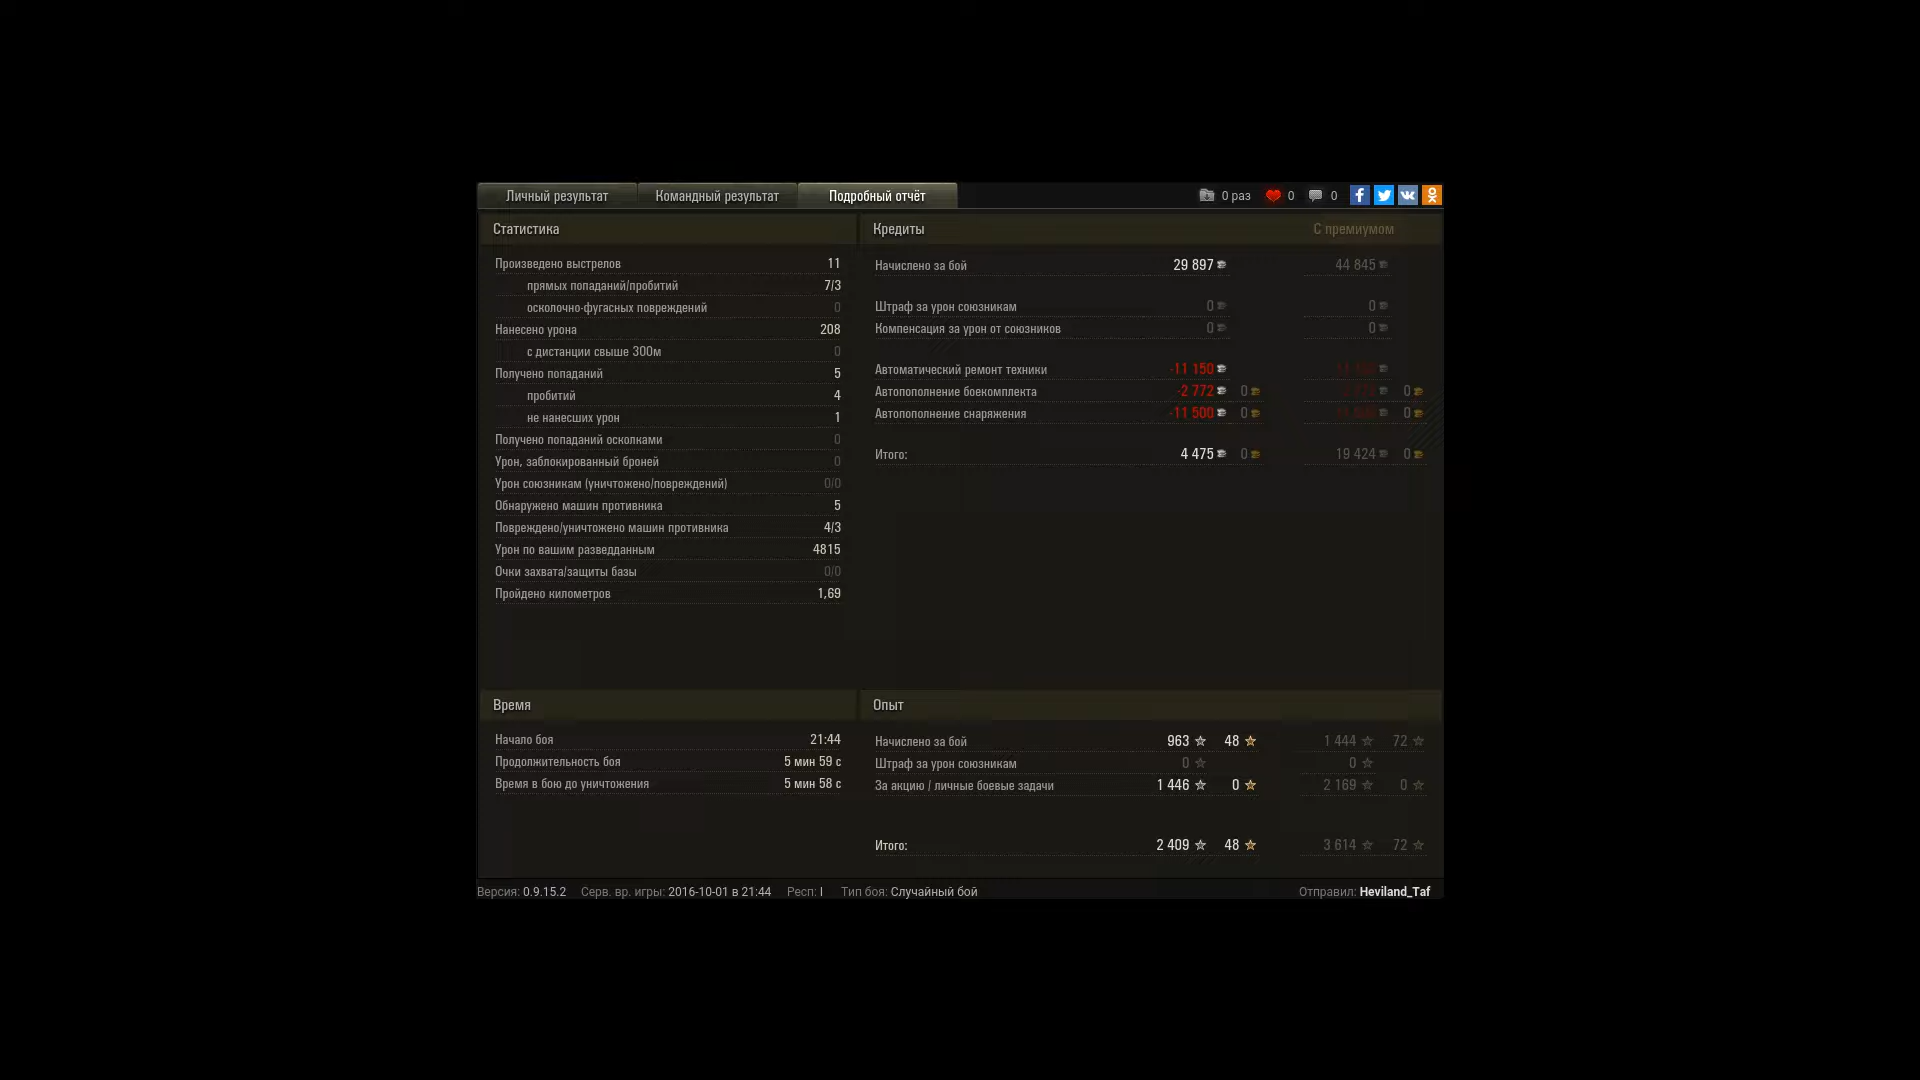 Личный результат Командный результат Подробный отчёт 0 раз 0 0
Статистика
Произведено выстрелов 11
прямых попаданий/пробитий 7/3
осколочно-фугасных повреждений 0
Нанесено урона 208
с дистанции свыше 300м 0
Получено попаданий 5
пробитий 4
не нанесших урон 1
Получено попаданий осколками 0
Урон, заблокированный броней 0
Урон союзникам (уничтожено/повреждений) 0/0
Обнаружено машин противника 5
Повреждено/уничтожено машин противника 4/3
Урон по вашим разведданным 4815
Очки захвата/защиты базы 0/0
Пройдено километров 1,69
Кредиты С премиумом
Начислено за бой 29 897 44 845
Штраф за урон союзникам 0 0
Компенсация за урон от союзников 0 0
Автоматический ремонт техники -11 150
Автопополнение боекомплекта -2 772 0 0
Автопополнение снаряжения -11 500 0 0
Итого: 4 475 0 19 424 0
Время
Начало боя 21:44
Продолжительность боя 5 мин 59 с
Время в бою до уничтожения 5 мин 58 с
Опыт
Начислено за бой 963 48 1 444 72
Штраф за урон союзникам 0 0
За акцию / личные боевые задачи 1 446 0 2 169 0
Итого: 2 409 48 3 614 72
Версия: 0.9.15.2 Серв. вр. игры: 2016-10-01 в 21:44 Респ: I Тип боя: Случайный бой Отправил: Heviland_Taf